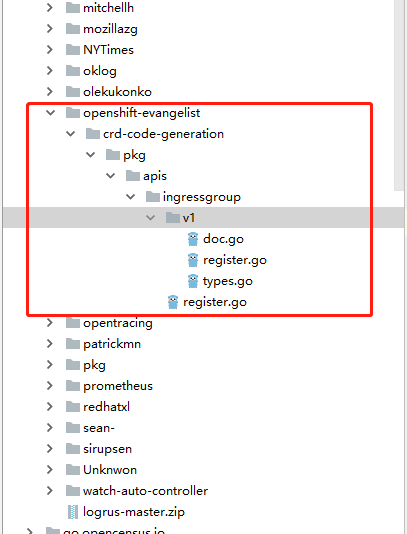 mitchellh
mozillazg
NYTimes
oklog
olekukonko
openshift-evangelist
crd-code-generation
pkg
apis
ingressgroup
v1
doc.go
register.go
types.go
register.go
opentracing
patrickmn
pkg
prometheus
redhatxl
sean-
sirupsen
Unknwon
watch-auto-controller
logrus-master.zip
go.opencensus.io